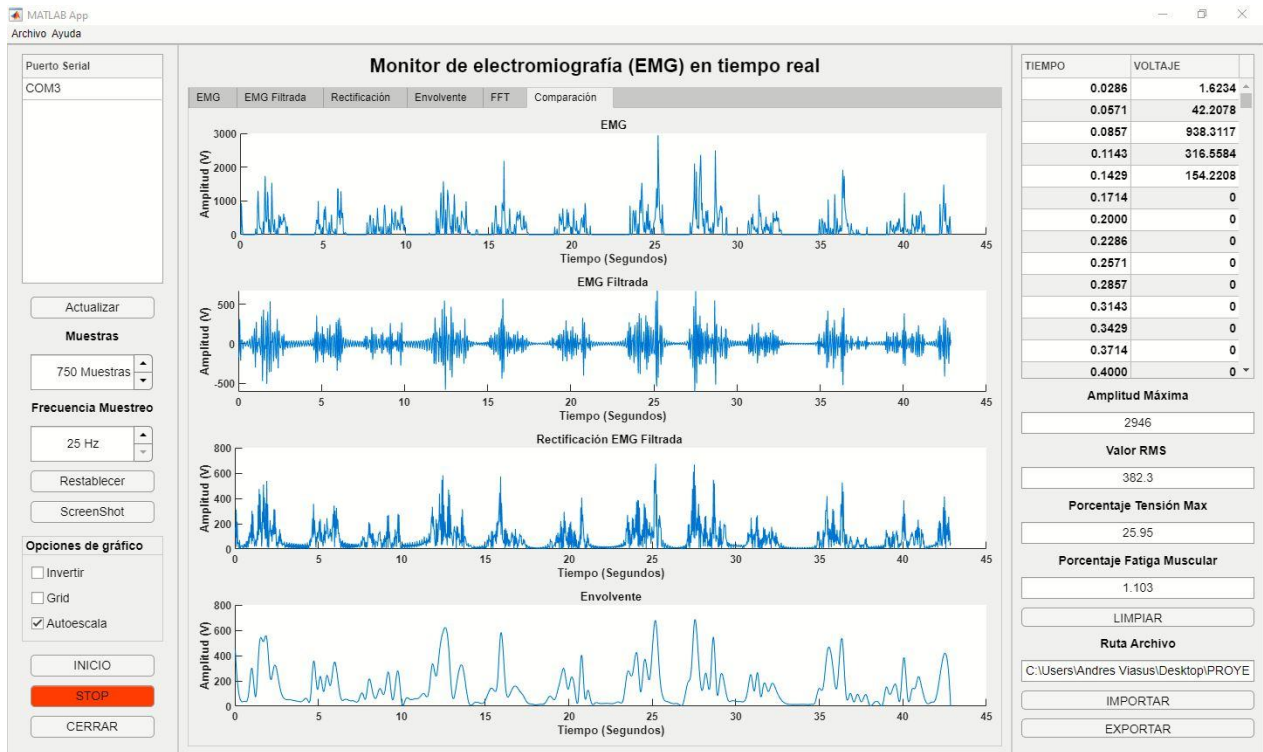 MATLAB App
Archivo Ayuda
Puerto Serial
COM3
Actualizar
Muestras
750 Muestras
Frecuencia Muestreo
25 Hz
Restablecer
ScreenShot
Opciones de gráfico
Invertir
Grid
Autoescala
INICIO
STOP
CERRAR
Monitor de electromiografía (EMG) en tiempo real
EMG EMG Filtrada Rectificación Envolvente FFT Comparación
EMG
Amplitud (V)
3000
2000
1000
0
0 5 10 15 20 25 30 35 40 45
Tiempo (Segundos)
EMG Filtrada
Amplitud (V)
500
0
-500
0 5 10 15 20 25 30 35 40 45
Tiempo (Segundos)
Rectificación EMG Filtrada
Amplitud (V)
800
600
400
200
0
0 5 10 15 20 25 30 35 40 45
Tiempo (Segundos)
Envolvente
Amplitud (V)
800
600
400
200
0
0 5 10 15 20 25 30 35 40 45
Tiempo (Segundos)
TIEMPO VOLTAJE
0.0286 1.6234
0.0571 42.2078
0.0857 938.3117
0.1143 316.5584
0.1429 154.2208
0.1714 0
0.2000 0
0.2286 0
0.2571 0
0.2857 0
0.3143 0
0.3429 0
0.3714 0
0.4000 0
Amplitud Máxima
2946
Valor RMS
382.3
Porcentaje Tensión Max
25.95
Porcentaje Fatiga Muscular
1.103
LIMPIAR
Ruta Archivo
C:\Users\Andres Viasus\Desktop\PROYE
IMPORTAR
EXPORTAR